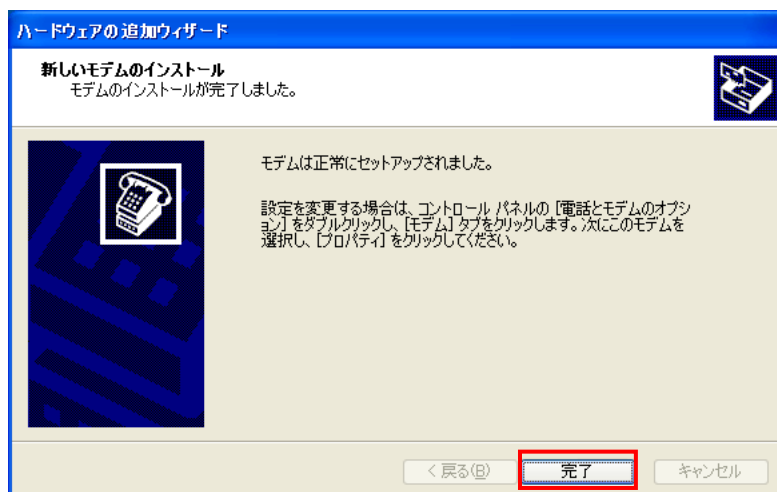 ハードウェアの追加ウィザード
新しいモデムのインストール
モデムのインストールが完了しました。
モデムは正常にセットアップされました。
設定を変更する場合は、コントロール パネルの [電話とモデムのオプシ
ョン] をダブルクリックし、[モデム] タブをクリックします。次にこのモデムを
選択し、[プロパティ] をクリックしてください。
< 戻る(B) 完了 キャンセル